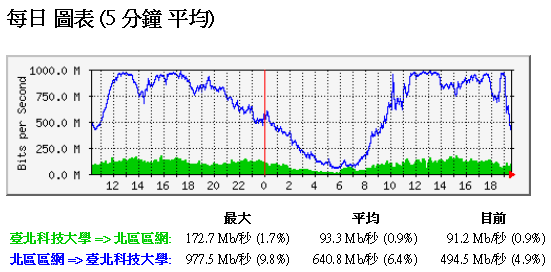 每日 圖表 (5 分鐘 平均)
Bits per Second
1000.0 M
750.0 M
500.0 M
250.0 M
0.0 M
12 14 16 18 20 22 0 2 4 6 8 10 12 14 16 18
最大 平均 目前
臺北科技大學 => 北區區網: 172.7 Mb/秒 (1.7%) 93.3 Mb/秒 (0.9%) 91.2 Mb/秒 (0.9%)
北區區網 => 臺北科技大學: 977.5 Mb/秒 (9.8%) 640.8 Mb/秒 (6.4%) 494.5 Mb/秒 (4.9%)